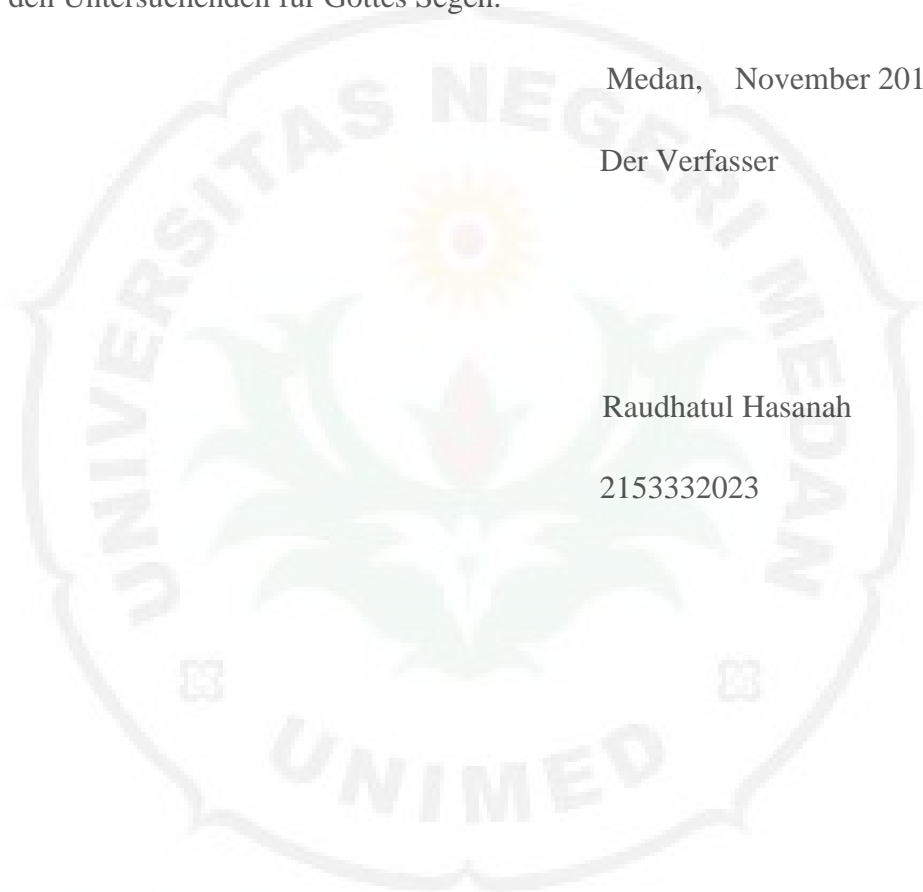 den Untersuchenden für Gottes Segen.
Medan, November 201
Der Verfasser
Raudhatul Hasanah
2153332023
UNIVERSITAS NEGERI MEDAN
UNIMED